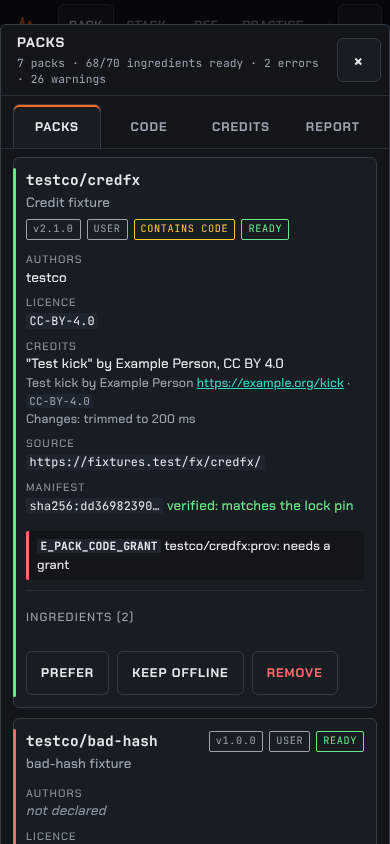 PACK STACK REF PRACTICE
PACKS
7 packs · 68/70 ingredients ready · 2 errors
· 26 warnings
×
PACKS CODE CREDITS REPORT
testco/credfx
Credit fixture
v2.1.0 USER CONTAINS CODE READY
AUTHORS
testco
LICENCE
CC-BY-4.0
CREDITS
"Test kick" by Example Person, CC BY 4.0
Test kick by Example Person https://example.org/kick ·
CC-BY-4.0
Changes: trimmed to 200 ms
SOURCE
https://fixtures.test/fx/credfx/
MANIFEST
sha256:dd36982390… verified: matches the lock pin
E_PACK_CODE_GRANT testco/credfx:prov: needs a
grant
INGREDIENTS (2)
PREFER KEEP OFFLINE REMOVE
testco/bad-hash v1.0.0 USER READY
bad-hash fixture
AUTHORS
not declared
LICENCE